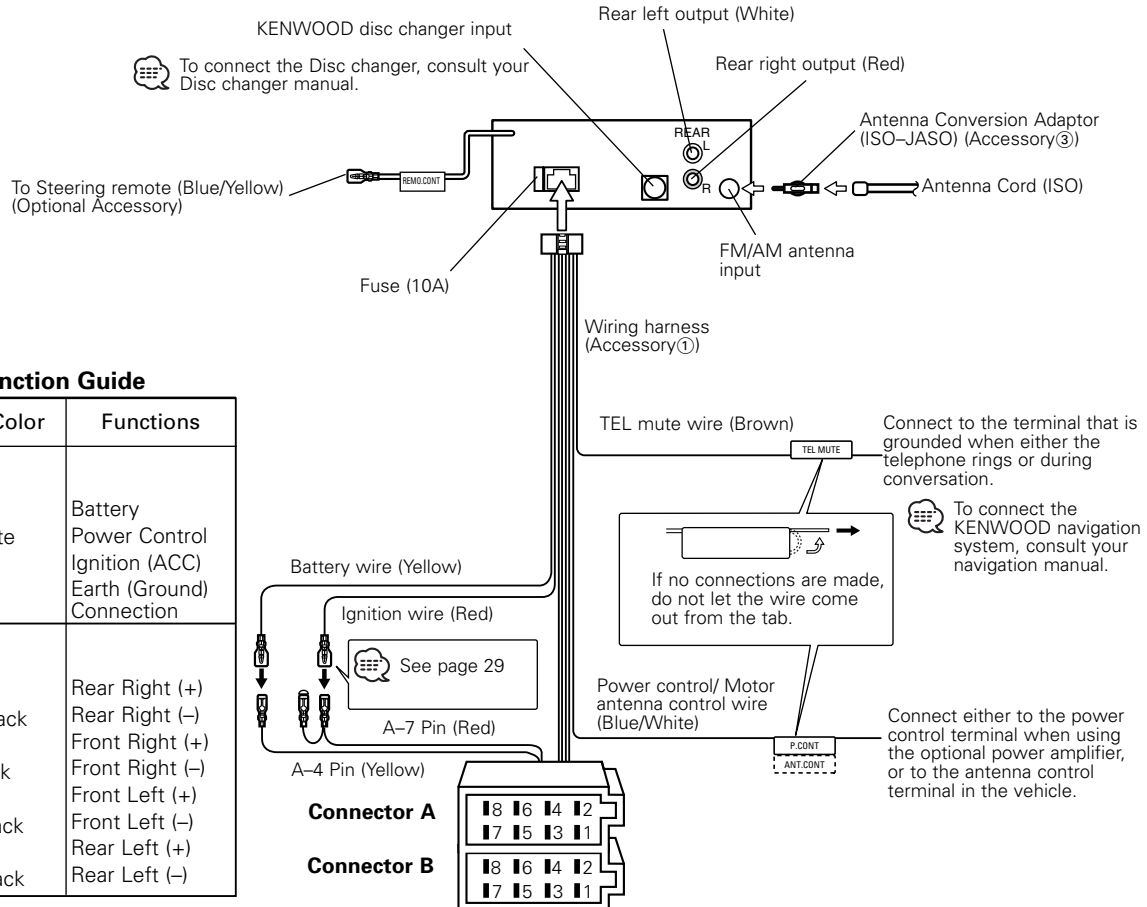 Rear left output (White)
KENWOOD disc changer input
To connect the Disc changer, consult your
Disc changer manual.
Rear right output (Red)
Antenna Conversion Adaptor
(ISO–JASO) (Accessory③)
REAR
L
R
REMO.CONT
To Steering remote (Blue/Yellow)
(Optional Accessory)
Antenna Cord (ISO)
FM/AM antenna
input
Fuse (10A)
Wiring harness
(Accessory①)
Guide
Functions
Battery
Power Control
Ignition (ACC)
Earth (Ground)
Connection
Rear Right (+)
Rear Right (–)
Front Right (+)
Front Right (–)
Front Left (+)
Front Left (–)
Rear Left (+)
Rear Left (–)
TEL mute wire (Brown)
TEL MUTE
Connect to the terminal that is
grounded when either the
telephone rings or during
conversation.
To connect the
KENWOOD navigation
system, consult your
navigation manual.
If no connections are made,
do not let the wire come
out from the tab.
Battery wire (Yellow)
Ignition wire (Red)
See page 29
A–7 Pin (Red)
A–4 Pin (Yellow)
Power control/ Motor
antenna control wire
(Blue/White)
P.CONT
ANT.CONT
Connect either to the power
control terminal when using
the optional power amplifier,
or to the antenna control
terminal in the vehicle.
Connector A
8 6 4 2
7 5 3 1
Connector B
8 6 4 2
7 5 3 1